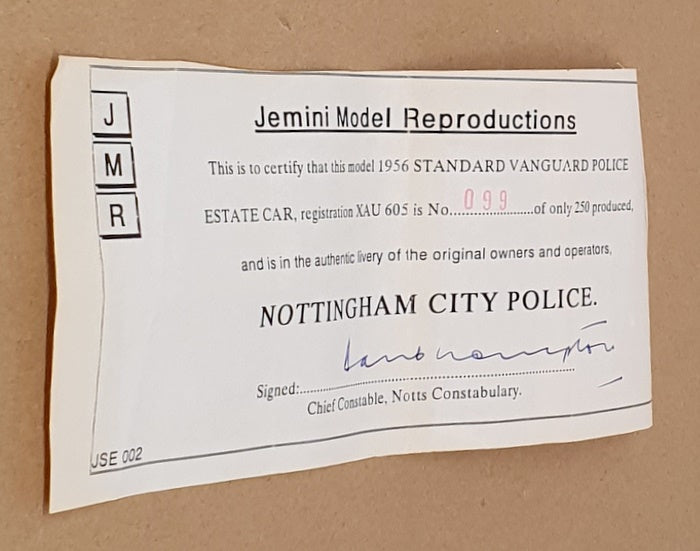 J
M
R
Jemini Model Reproductions
This is to certify that this model 1956 STANDARD VANGUARD POLICE
ESTATE CAR, registration XAU 605 is No....099....of only 250 produced,
and is in the authentic livery of the original owners and operators,
NOTTINGHAM CITY POLICE.
Signed:..............................
Chief Constable, Notts Constabulary.
JSE 002